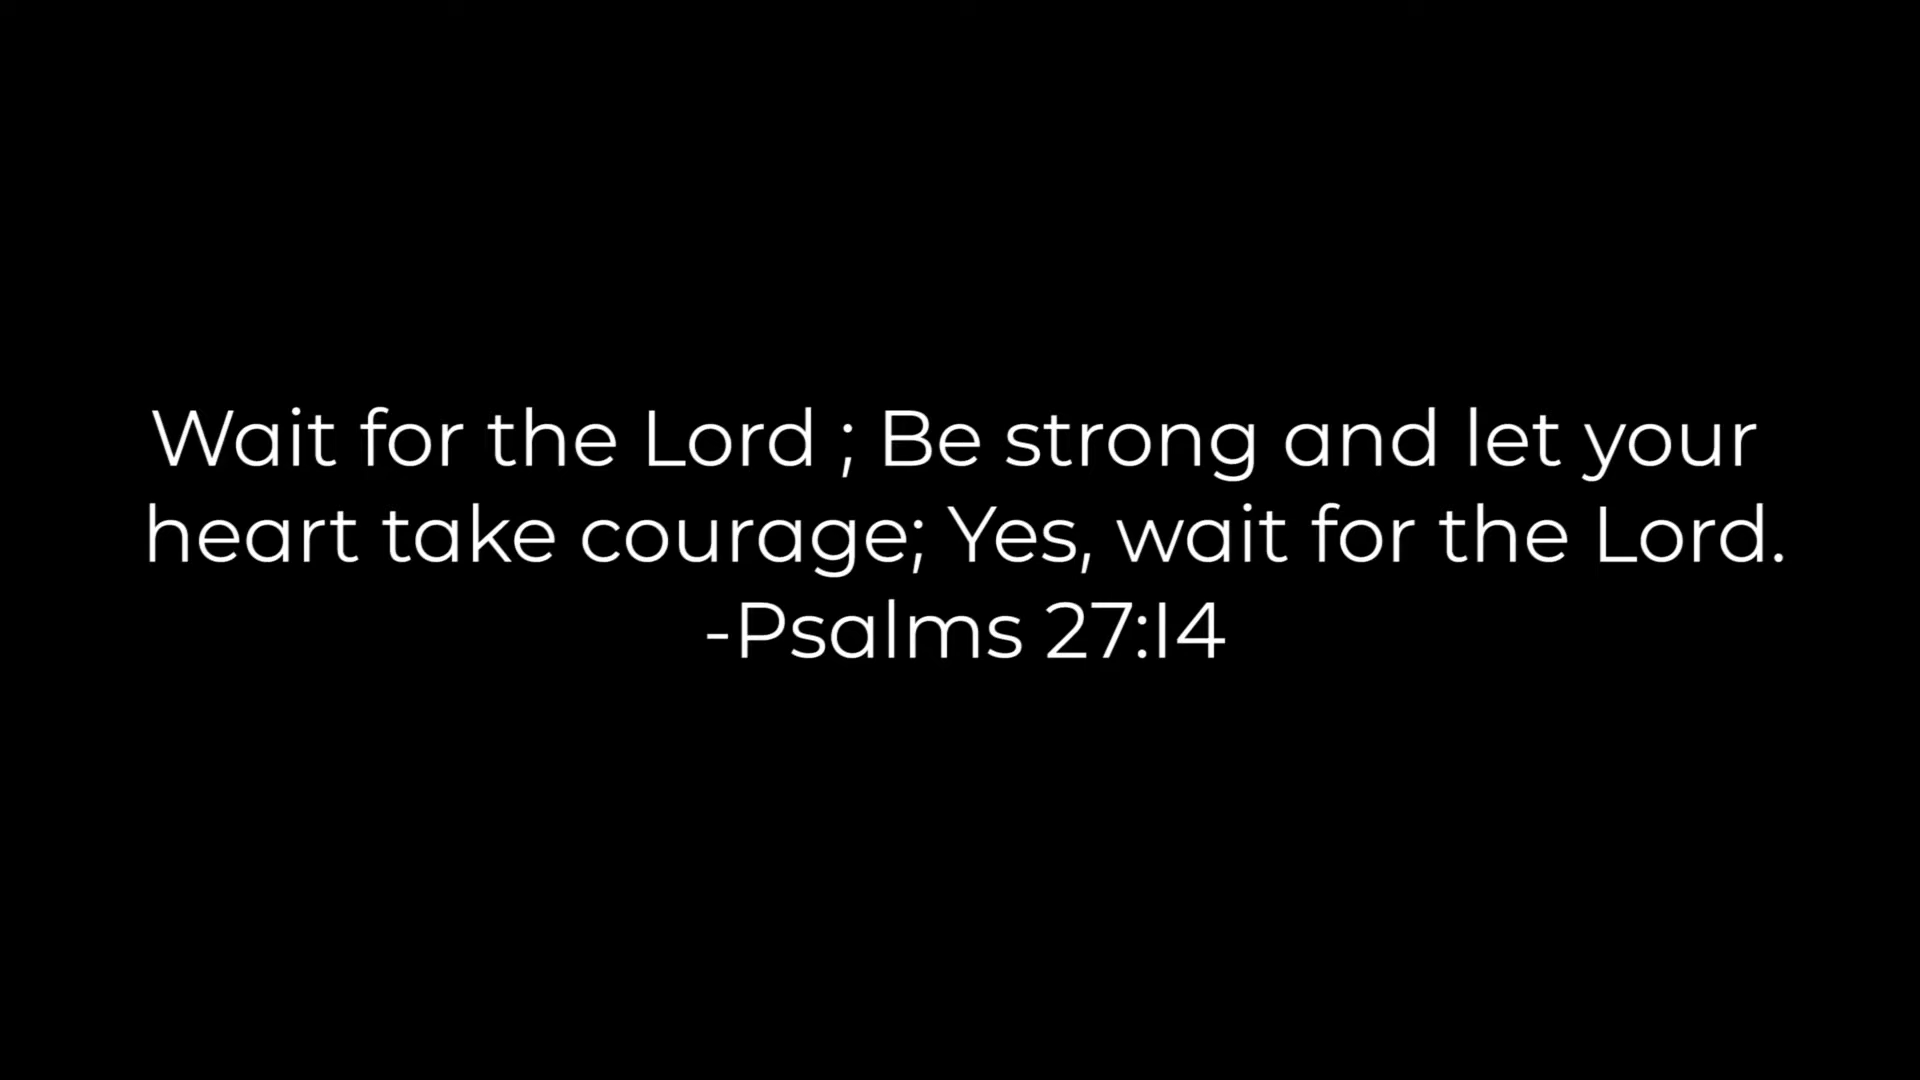 Wait for the Lord ; Be strong and let your
heart take courage; Yes, wait for the Lord.
-Psalms 27:14